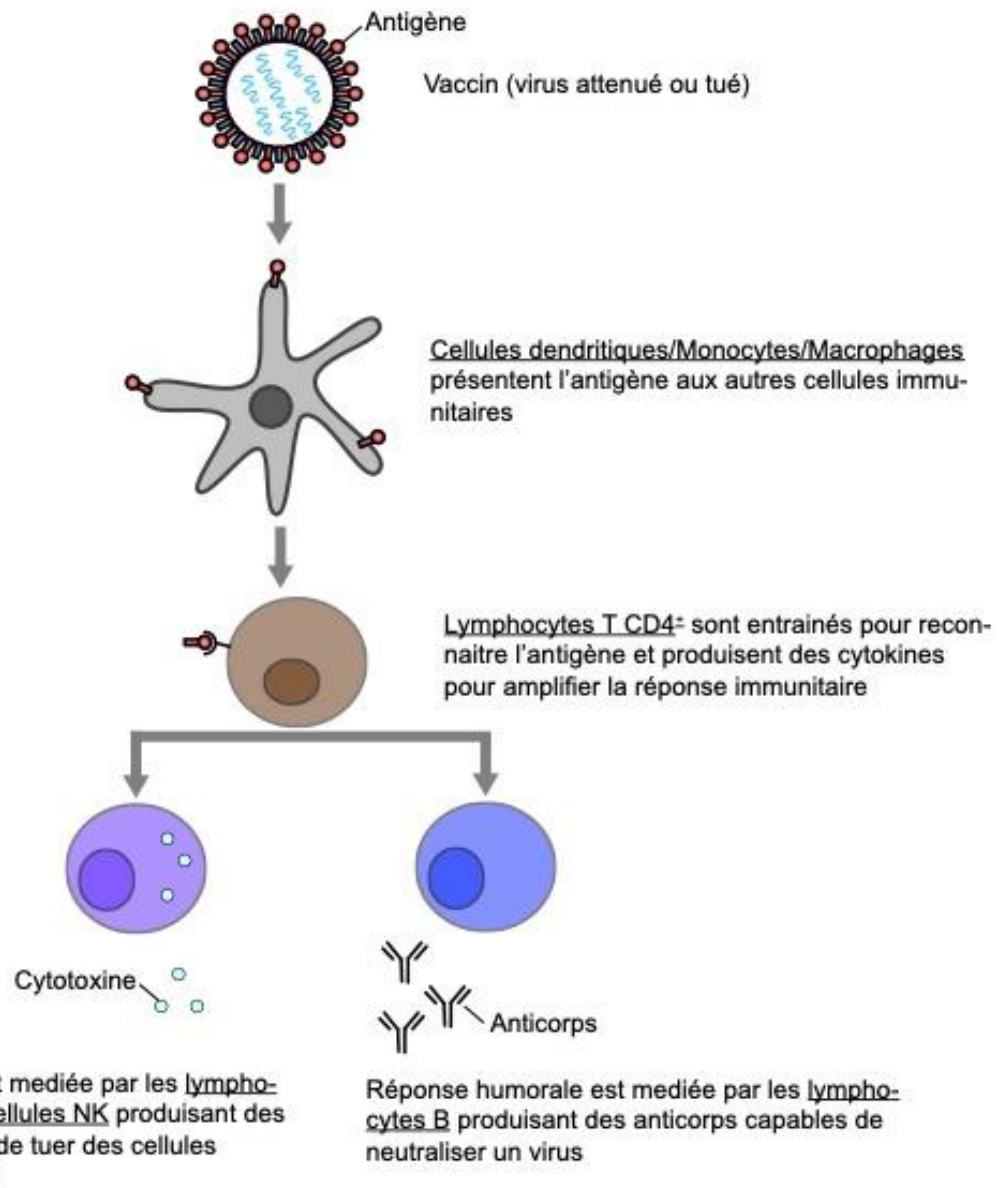 Antigène
Vaccin (virus attenué ou tué)
Cellules dendritiques/Monocytes/Macrophages
présentent l'antigène aux autres cellules immu-
nitaires
Lymphocytes T CD4± sont entrainés pour recon-
naitre l'antigène et produisent des cytokines
pour amplifier la réponse immunitaire
Cytotoxine
Anticorps
t mediée par les lympho-
ellules NK produisant des
de tuer des cellules
Réponse humorale est mediée par les lympho-
cytes B produisant des anticorps capables de
neutraliser un virus